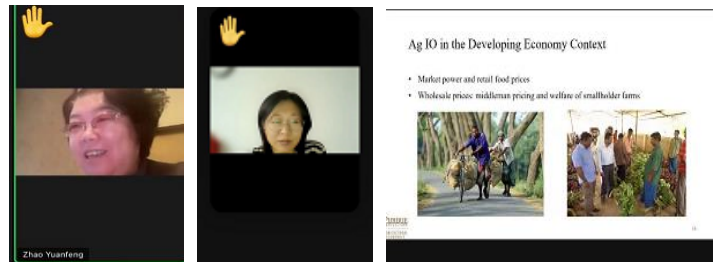 Zhao Yuanfeng
Ag IO in the Developing Economy Context
• Market power and retail food prices
• Wholesale prices: middleman pricing and welfare of smallholder farms